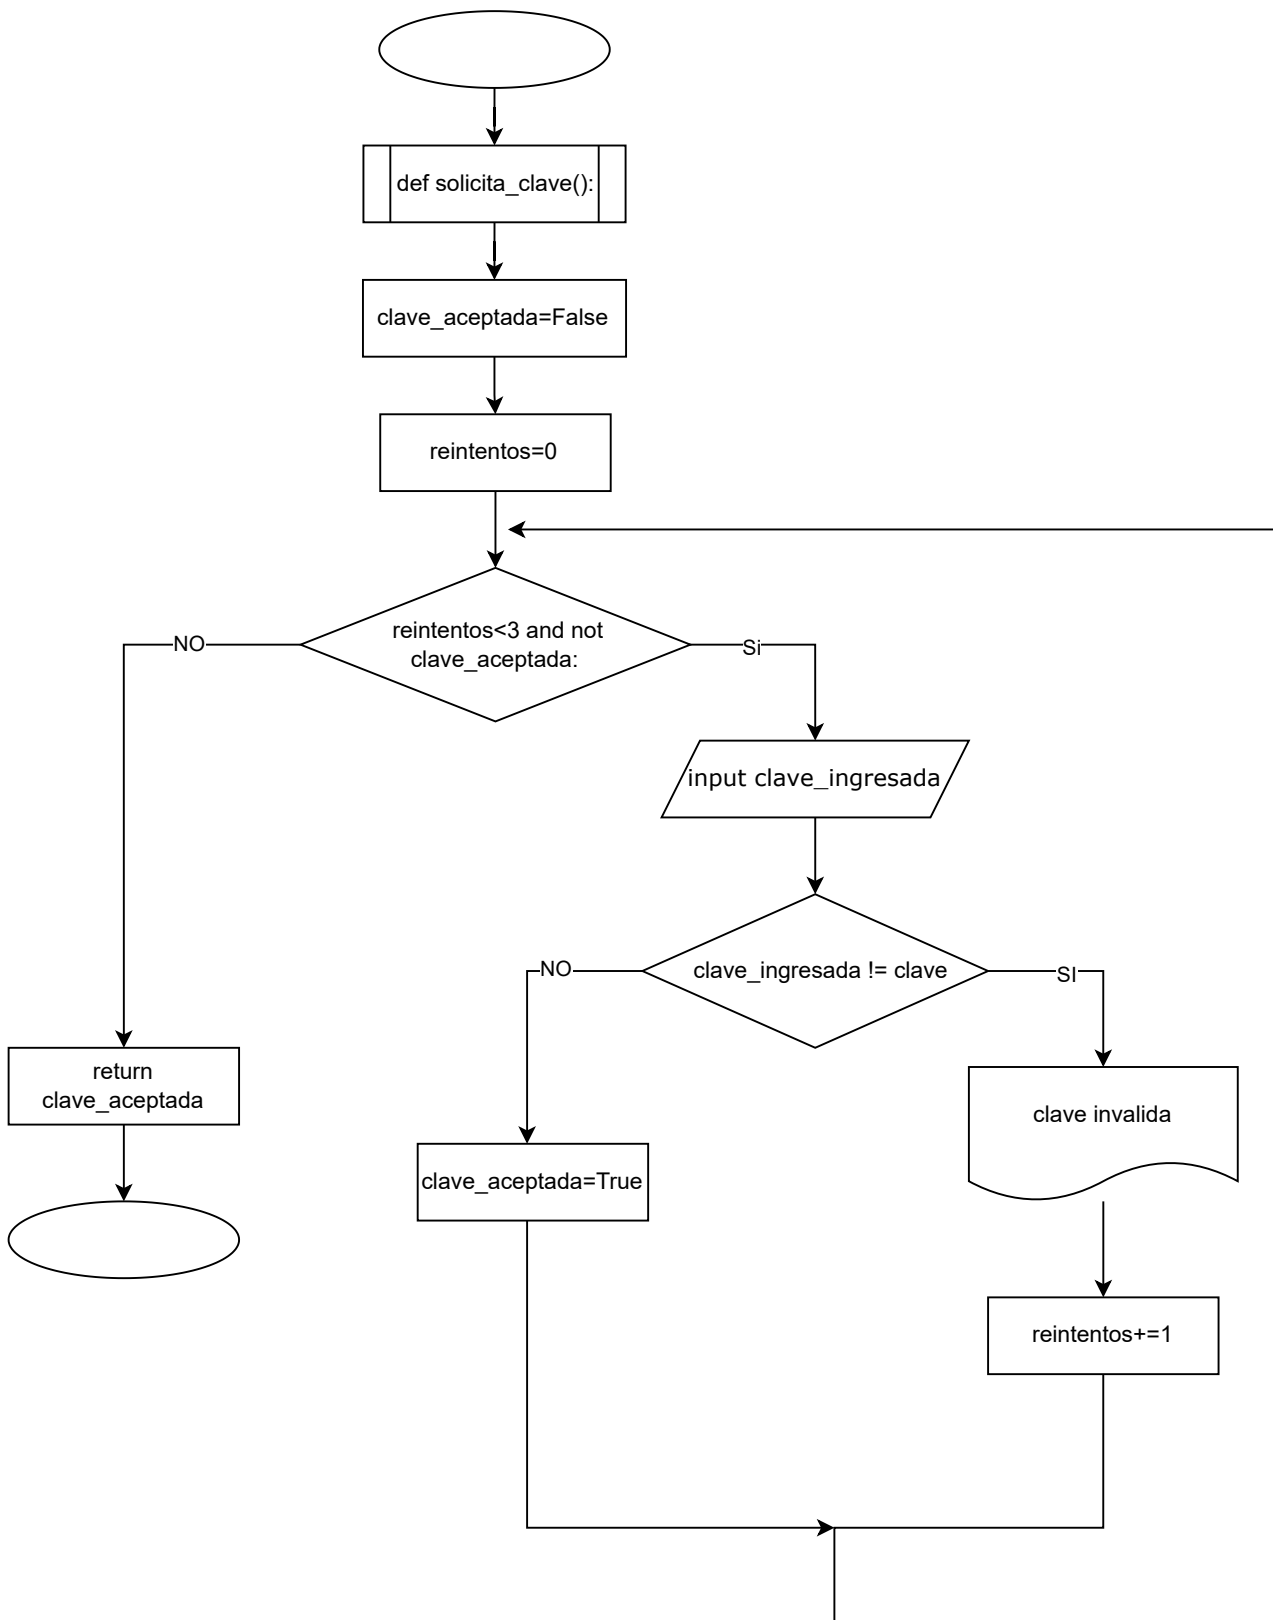 def solicita_clave():
clave_aceptada=False
reintentos=0
reintentos<3 and not
clave_aceptada:
NO
Si
input clave_ingresada
clave_ingresada != clave
NO
SI
return
clave_aceptada
clave invalida
clave_aceptada=True
reintentos+=1